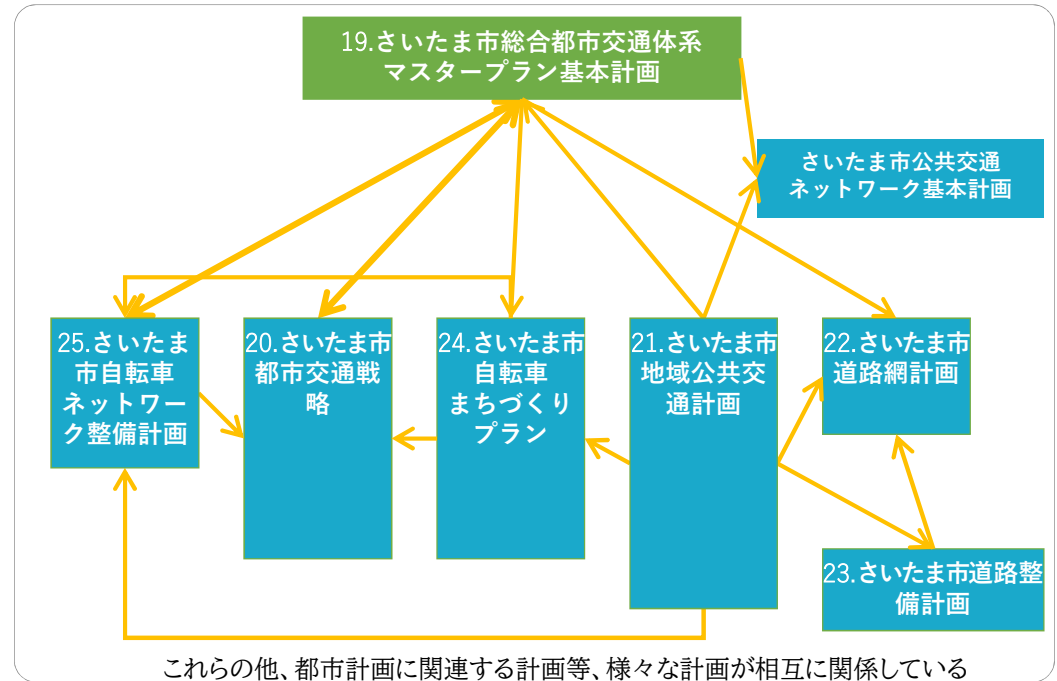 19.さいたま市総合都市交通体系
マスタープラン基本計画
さいたま市公共交通
ネットワーク基本計画
25.さいたま
市自転車
ネットワー
ク整備計画
20.さいたま市
都市交通戦
略
24.さいたま市
自転車
まちづくり
プラン
21.さいたま市
地域公共交
通計画
22.さいたま市
道路網計画
23.さいたま市道路整
備計画
これらの他、都市計画に関連する計画等、様々な計画が相互に関係している